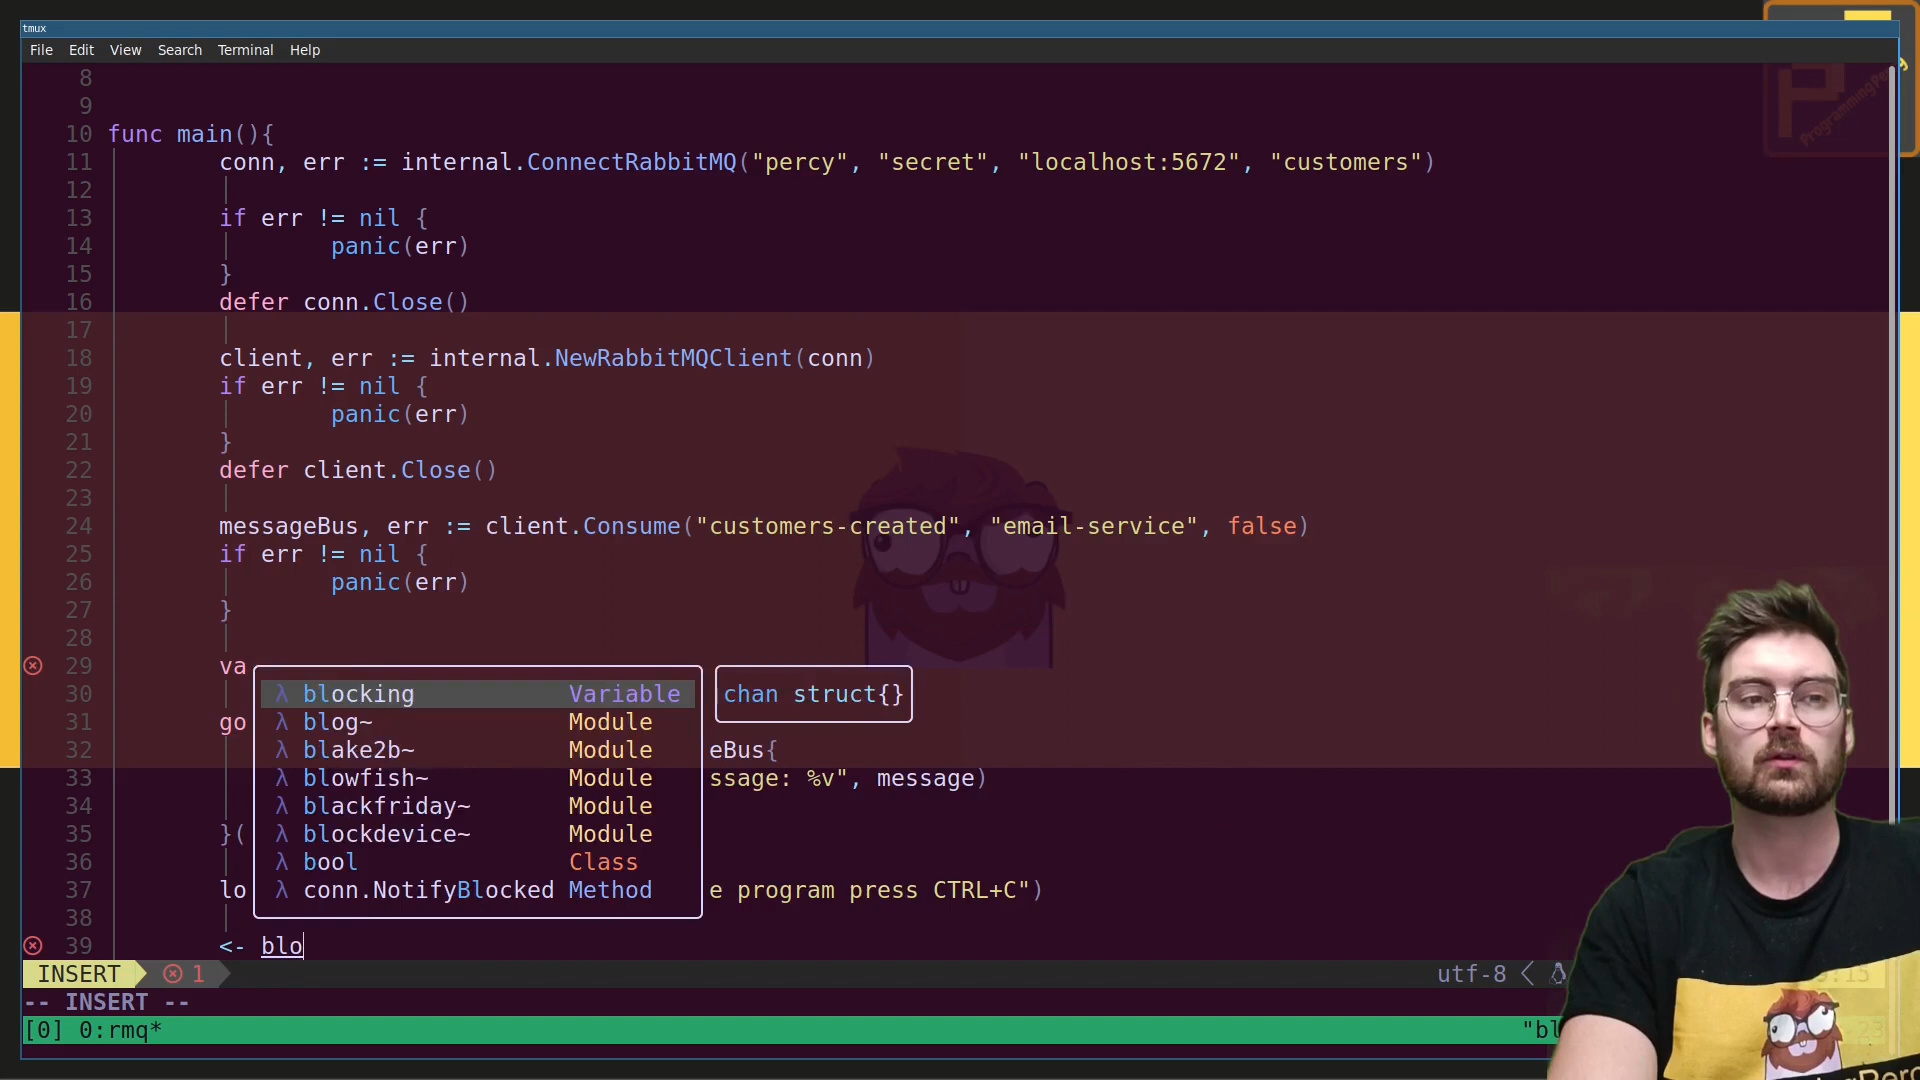 tmux
File Edit View Search Terminal Help
8
9
10 func main(){
11 conn, err := internal.ConnectRabbitMQ("percy", "secret", "localhost:5672", "customers")
12
13 if err != nil {
14 panic(err)
15 }
16 defer conn.Close()
17
18 client, err := internal.NewRabbitMQClient(conn)
19 if err != nil {
20 panic(err)
21 }
22 defer client.Close()
23
24 messageBus, err := client.Consume("customers-created", "email-service", false)
25 if err != nil {
26 panic(err)
27 }
28
29 va
30 λ blocking Variable chan struct{}
31 go λ blog~ Module
32 λ blake2b~ Module eBus{
33 λ blowfish~ Module ssage: %v", message)
34 λ blackfriday~ Module
35 }( λ blockdevice~ Module
36 λ bool Class
37 lo λ conn.NotifyBlocked Method e program press CTRL+C")
38
39 <- blo
INSERT 1 utf-8
-- INSERT --
[0] 0:rmq* "bl